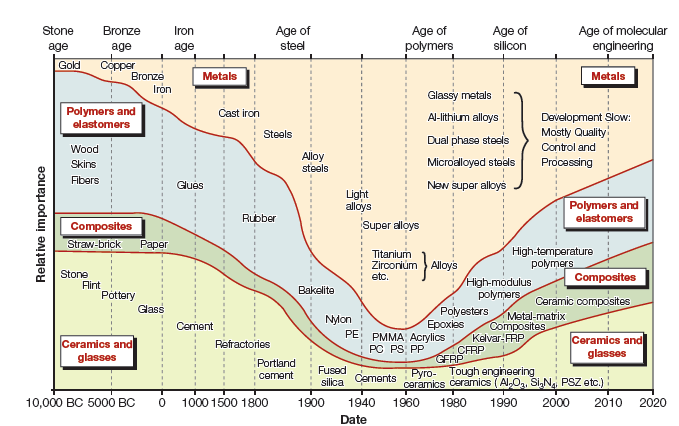 Stone age
Bronze age
Iron age
Age of steel
Age of polymers
Age of silicon
Age of molecular engineering
Gold
Copper
Bronze
Iron
Metals
Metals
Polymers and elastomers
Wood
Skins
Fibers
Glues
Cast iron
Steels
Rubber
Alloy steels
Light alloys
Super alloys
Titanium
Zirconium
etc.
Alloys
Glassy metals
Al-lithium alloys
Dual phase steels
Microalloyed steels
New super alloys
Development Slow:
Mostly Quality
Control and
Processing
Composites
Straw-brick
Paper
Stone
Flint
Pottery
Glass
Cement
Refractories
Portland cement
Ceramics and glasses
Bakelite
Nylon
PE
PMMA
Acrylics
PC
PS
PP
Polyesters
Epoxies
High-modulus polymers
High-temperature polymers
Polymers and elastomers
Composites
Ceramic composites
Metal-matrix
Composites
Kelvar-FRP
CFRP
GFRP
Fused silica
Cements
Pyro-ceramics
Tough engineering
ceramics ( Al₂O₃, Si₃N₄, PSZ etc.)
Ceramics and glasses
Relative importance
10,000 BC
5000 BC
0
1000
1500
1800
1900
1940
1960
1980
1990
2000
2010
2020
Date